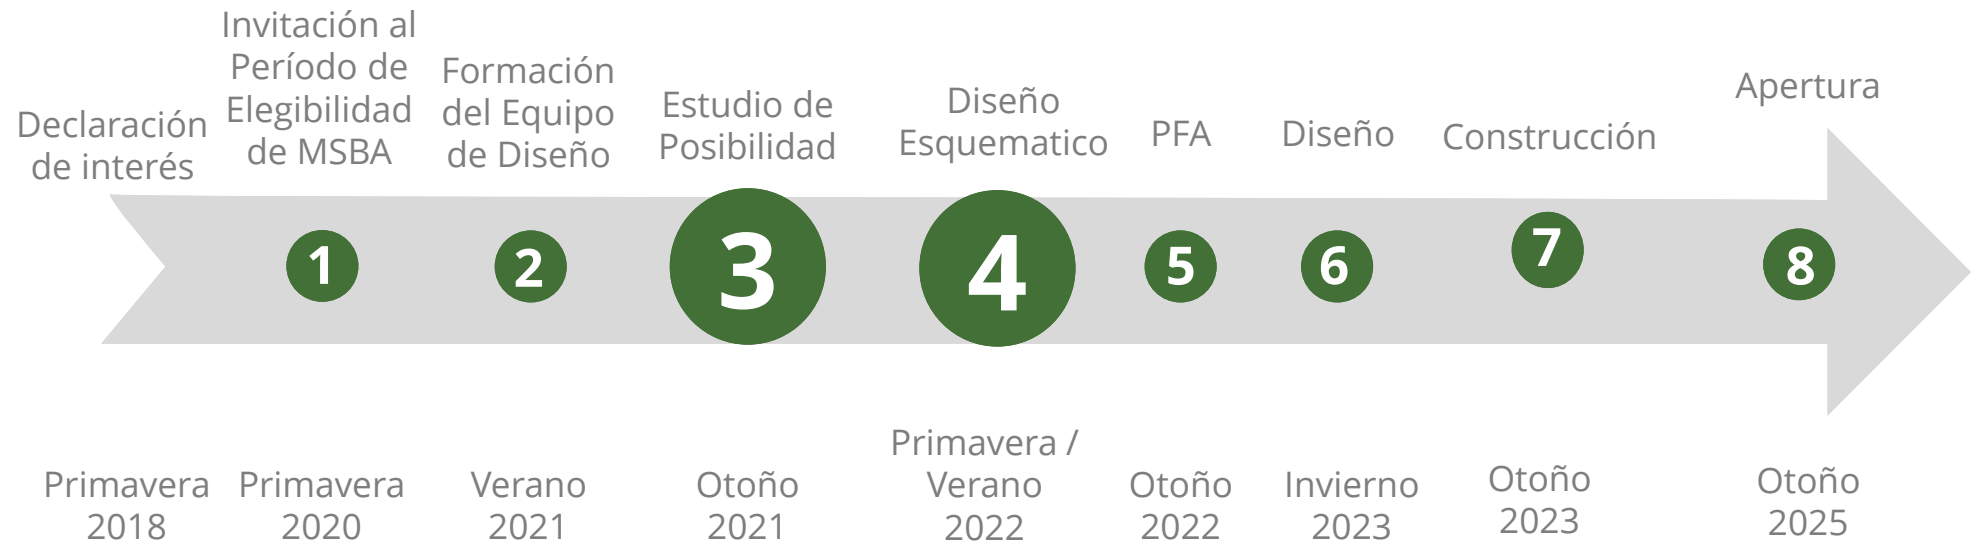 Declaración
de interés
Invitación al
Período de
Elegibilidad
de MSBA
Formación
del Equipo
de Diseño
Estudio de
Posibilidad
Diseño
Esquematico
PFA
Diseño
Construcción
Apertura
1
2
3
4
5
6
7
8
Primavera
2018
Primavera
2020
Verano
2021
Otoño
2021
Primavera /
Verano
2022
Otoño
2022
Invierno
2023
Otoño
2023
Otoño
2025